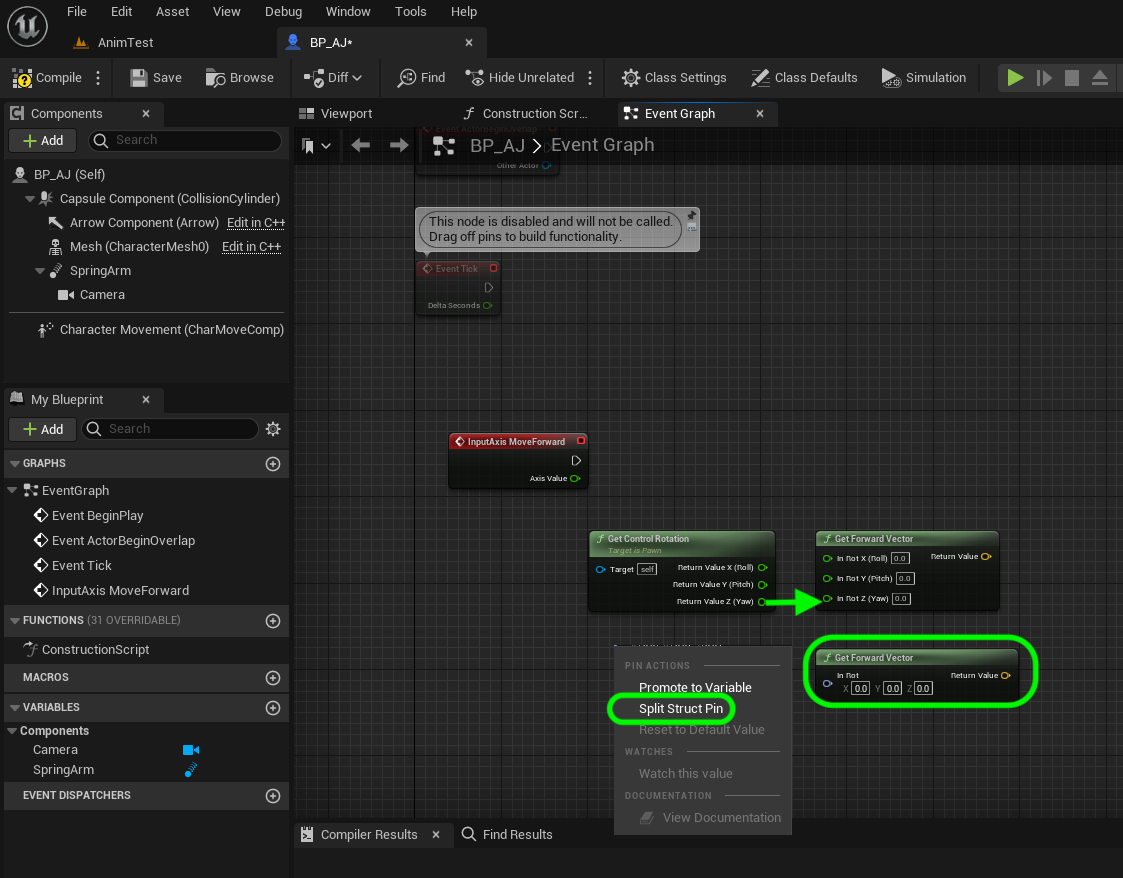 File Edit Asset View Debug Window Tools Help
AnimTest
BP_AJ*
Compile Save Browse Diff Find Hide Unrelated Class Settings Class Defaults Simulation
Components
Viewport Construction Scr... Event Graph
Add Search
BP_AJ > Event Graph
Event ActorBeginOverlap
Other Actor
BP_AJ (Self)
Capsule Component (CollisionCylinder)
Arrow Component (Arrow) Edit in C++
Mesh (CharacterMesh0) Edit in C++
SpringArm
Camera
Character Movement (CharMoveComp)
This node is disabled and will not be called.
Drag off pins to build functionality.
Event Tick
Delta Seconds
My Blueprint
Add Search
GRAPHS
EventGraph
Event BeginPlay
Event ActorBeginOverlap
Event Tick
InputAxis MoveForward
FUNCTIONS (31 OVERRIDABLE)
ConstructionScript
MACROS
VARIABLES
Components
Camera
SpringArm
EVENT DISPATCHERS
InputAxis MoveForward
Axis Value
Get Control Rotation
Target is Pawn
Target self Return Value X (Roll)
Return Value Y (Pitch)
Return Value Z (Yaw)
Get Forward Vector
In Rot X (Roll) 0.0 Return Value
In Rot Y (Pitch) 0.0
In Rot Z (Yaw) 0.0
Get Forward Vector
In Rot Return Value
X 0.0 Y 0.0 Z 0.0
PIN ACTIONS
Promote to Variable
Split Struct Pin
Reset to Default Value
WATCHES
Watch this value
DOCUMENTATION
View Documentation
Compiler Results Find Results